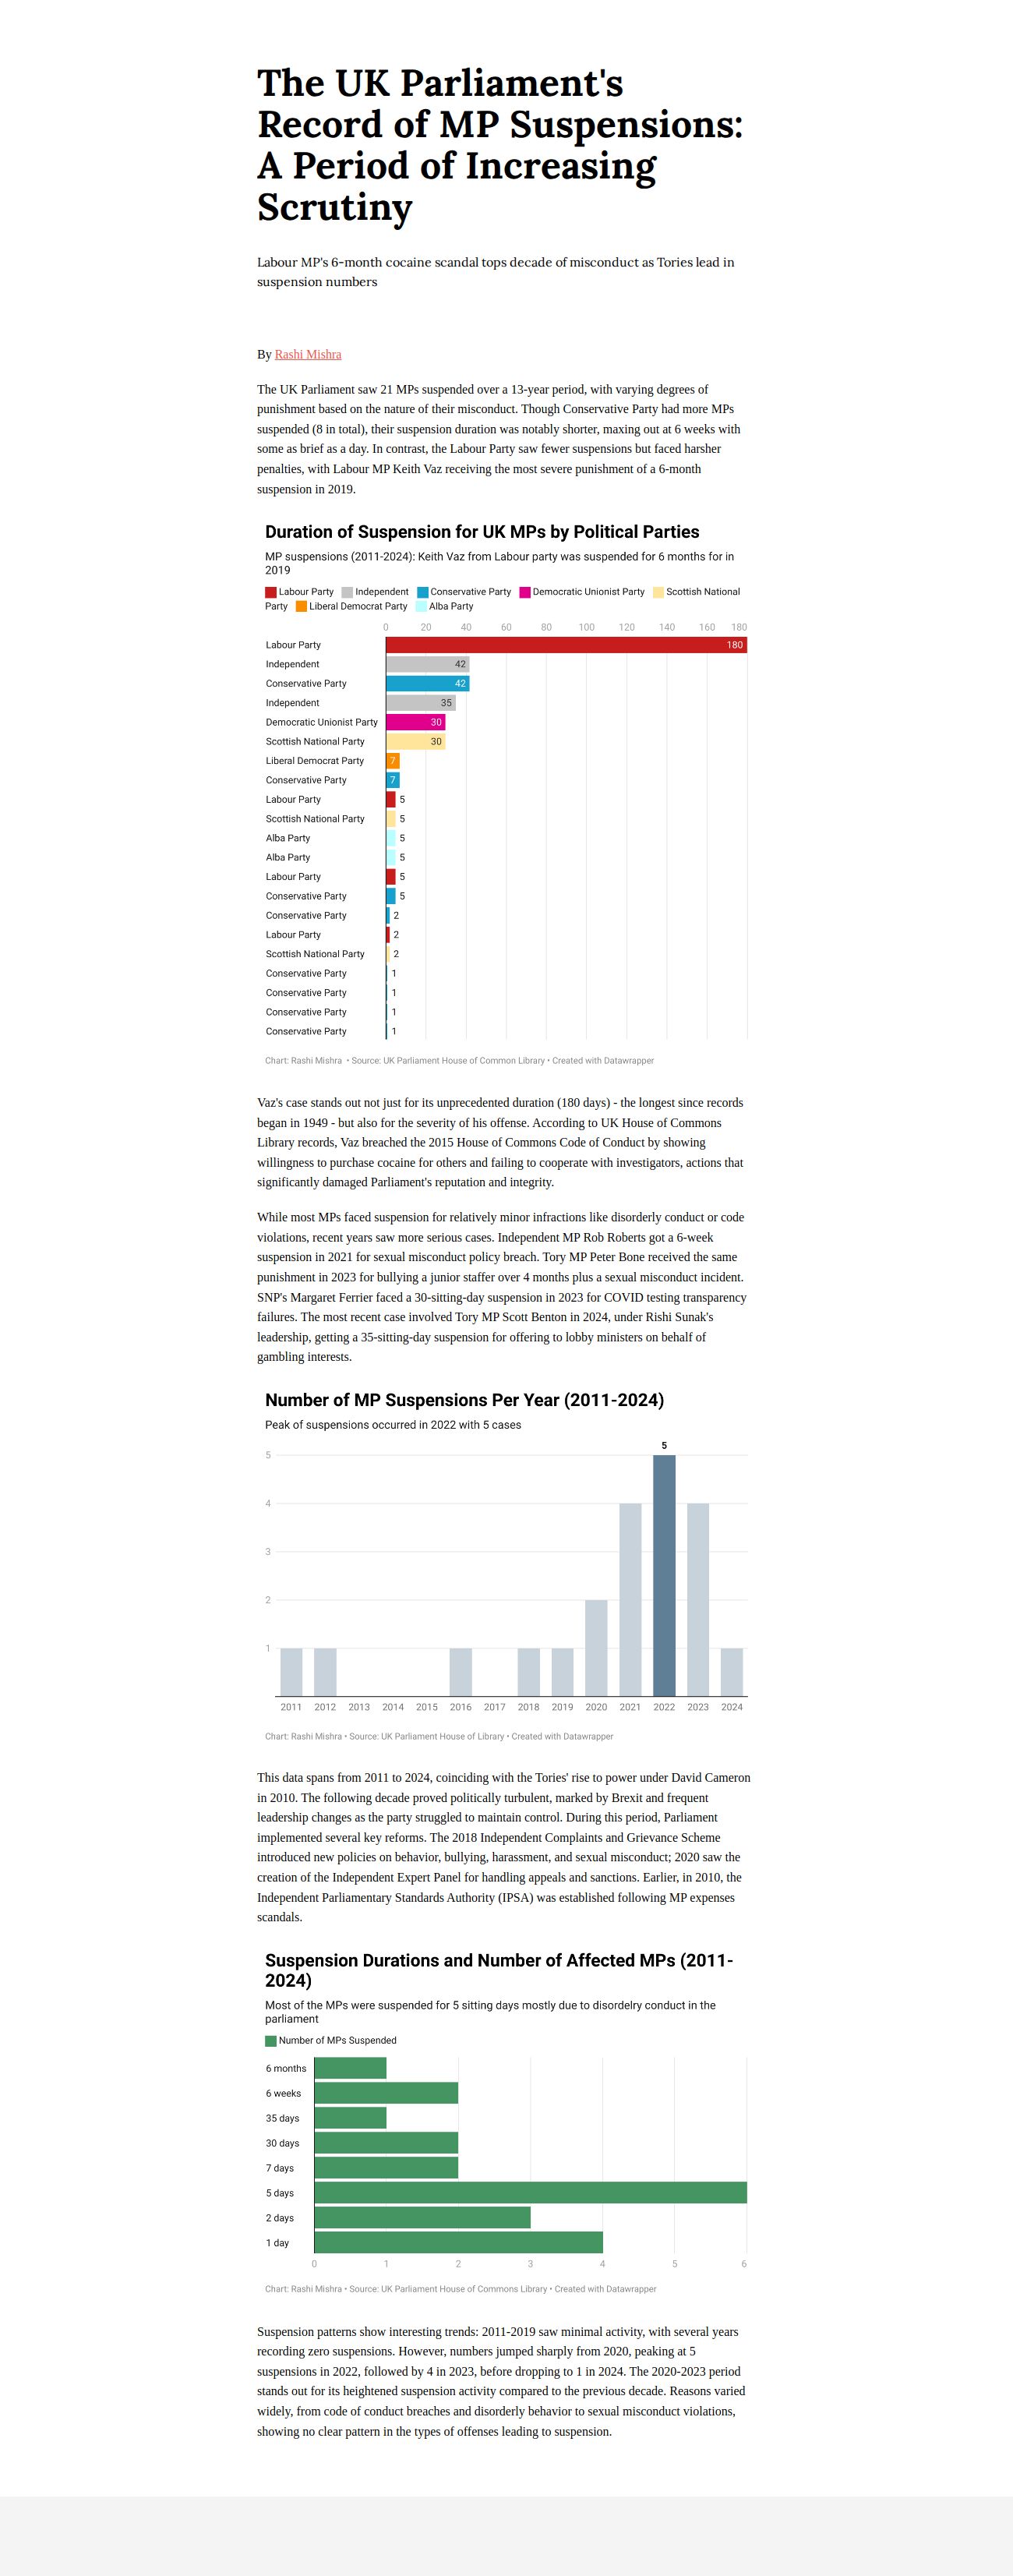 The UK Parliament's
Record of MP Suspensions:
A Period of Increasing
Scrutiny
Labour MP's 6-month cocaine scandal tops decade of misconduct as Tories lead in
suspension numbers
By Rashi Mishra
The UK Parliament saw 21 MPs suspended over a 13-year period, with varying degrees of
punishment based on the nature of their misconduct. Though Conservative Party had more MPs
suspended (8 in total), their suspension duration was notably shorter, maxing out at 6 weeks with
some as brief as a day. In contrast, the Labour Party saw fewer suspensions but faced harsher
penalties, with Labour MP Keith Vaz receiving the most severe punishment of a 6-month
suspension in 2019.
Duration of Suspension for UK MPs by Political Parties
MP suspensions (2011-2024): Keith Vaz from Labour party was suspended for 6 months for in
2019
Labour Party Independent Conservative Party Democratic Unionist Party Scottish National
Party Liberal Democrat Party Alba Party
0 20 40 60 80 100 120 140 160 180
Labour Party 180
Independent 42
Conservative Party 42
Independent 35
Democratic Unionist Party 30
Scottish National Party 30
Liberal Democrat Party 7
Conservative Party 7
Labour Party 5
Scottish National Party 5
Alba Party 5
Alba Party 5
Labour Party 5
Conservative Party 5
Conservative Party 2
Labour Party 2
Scottish National Party 2
Conservative Party 1
Conservative Party 1
Conservative Party 1
Conservative Party 1
Chart: Rashi Mishra • Source: UK Parliament House of Common Library • Created with Datawrapper
Vaz's case stands out not just for its unprecedented duration (180 days) - the longest since records
began in 1949 - but also for the severity of his offense. According to UK House of Commons
Library records, Vaz breached the 2015 House of Commons Code of Conduct by showing
willingness to purchase cocaine for others and failing to cooperate with investigators, actions that
significantly damaged Parliament's reputation and integrity.
While most MPs faced suspension for relatively minor infractions like disorderly conduct or code
violations, recent years saw more serious cases. Independent MP Rob Roberts got a 6-week
suspension in 2021 for sexual misconduct policy breach. Tory MP Peter Bone received the same
punishment in 2023 for bullying a junior staffer over 4 months plus a sexual misconduct incident.
SNP's Margaret Ferrier faced a 30-sitting-day suspension in 2023 for COVID testing transparency
failures. The most recent case involved Tory MP Scott Benton in 2024, under Rishi Sunak's
leadership, getting a 35-sitting-day suspension for offering to lobby ministers on behalf of
gambling interests.
Number of MP Suspensions Per Year (2011-2024)
Peak of suspensions occurred in 2022 with 5 cases
5
5
4
3
2
1
2011 2012 2013 2014 2015 2016 2017 2018 2019 2020 2021 2022 2023 2024
Chart: Rashi Mishra • Source: UK Parliament House of Library • Created with Datawrapper
This data spans from 2011 to 2024, coinciding with the Tories' rise to power under David Cameron
in 2010. The following decade proved politically turbulent, marked by Brexit and frequent
leadership changes as the party struggled to maintain control. During this period, Parliament
implemented several key reforms. The 2018 Independent Complaints and Grievance Scheme
introduced new policies on behavior, bullying, harassment, and sexual misconduct; 2020 saw the
creation of the Independent Expert Panel for handling appeals and sanctions. Earlier, in 2010, the
Independent Parliamentary Standards Authority (IPSA) was established following MP expenses
scandals.
Suspension Durations and Number of Affected MPs (2011-
2024)
Most of the MPs were suspended for 5 sitting days mostly due to disordelry conduct in the
parliament
Number of MPs Suspended
6 months
6 weeks
35 days
30 days
7 days
5 days
2 days
1 day
0 1 2 3 4 5 6
Chart: Rashi Mishra • Source: UK Parliament House of Commons Library • Created with Datawrapper
Suspension patterns show interesting trends: 2011-2019 saw minimal activity, with several years
recording zero suspensions. However, numbers jumped sharply from 2020, peaking at 5
suspensions in 2022, followed by 4 in 2023, before dropping to 1 in 2024. The 2020-2023 period
stands out for its heightened suspension activity compared to the previous decade. Reasons varied
widely, from code of conduct breaches and disorderly behavior to sexual misconduct violations,
showing no clear pattern in the types of offenses leading to suspension.